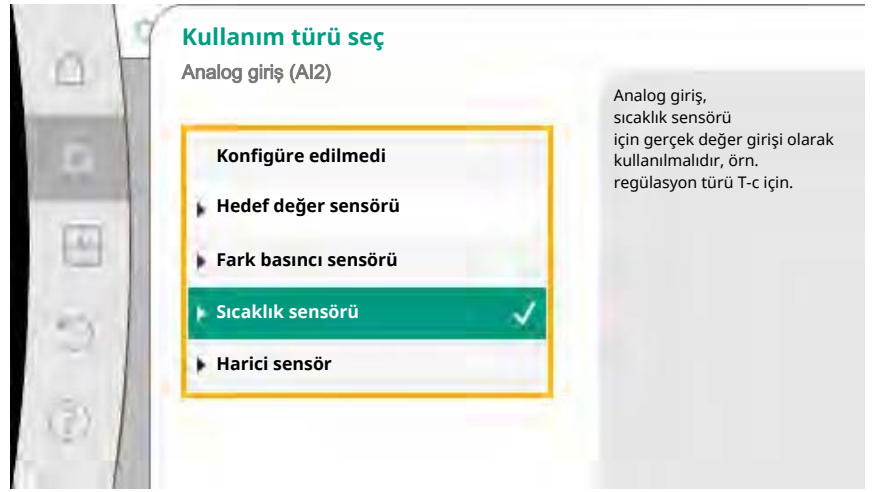 Kullanım türü seç
Analog giriş (AI2)
Konfigüre edilmedi
Hedef değer sensörü
Fark basıncı sensörü
Sıcaklık sensörü
Harici sensör
Analog giriş,
sıcaklık sensörü
için gerçek değer girişi olarak
kullanılmalıdır, örn.
regülasyon türü T-c için.